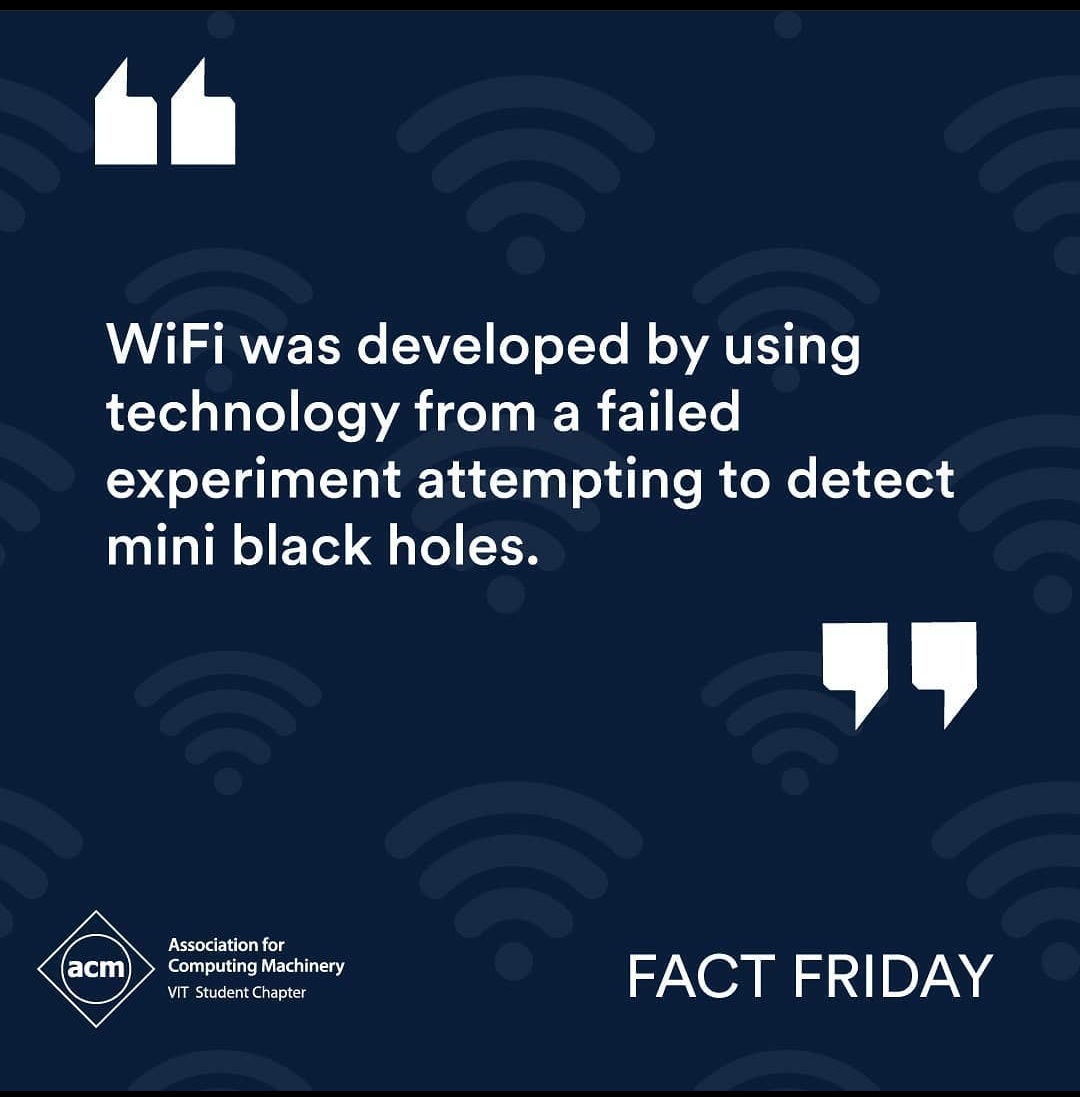 “
WiFi was developed by using
technology from a failed
experiment attempting to detect
mini black holes.
”
acm
Association for
Computing Machinery
VIT Student Chapter
FACT FRIDAY